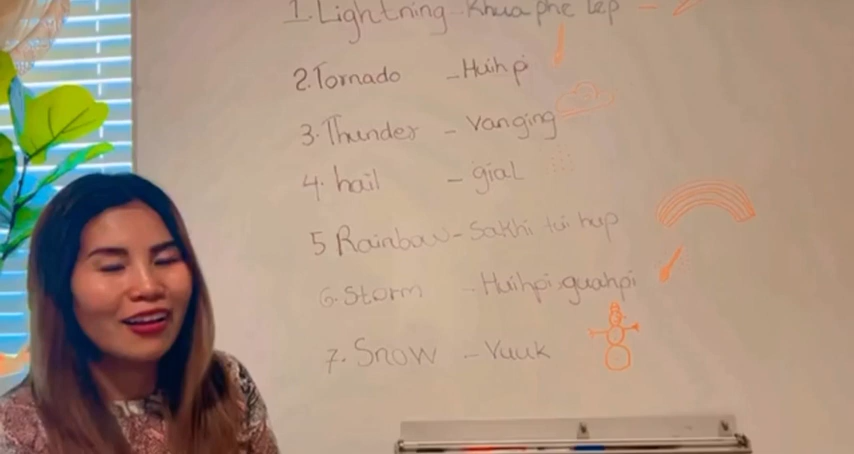 1. Lightning - Khua phe Lep -
2. Tornado - Huihpi
3. Thunder - Vanging
4. hail - gial
5 Rainbow - Sakhi tui hup
6. Storm - Huihpi, guahpi
7. Snow - Vuuk